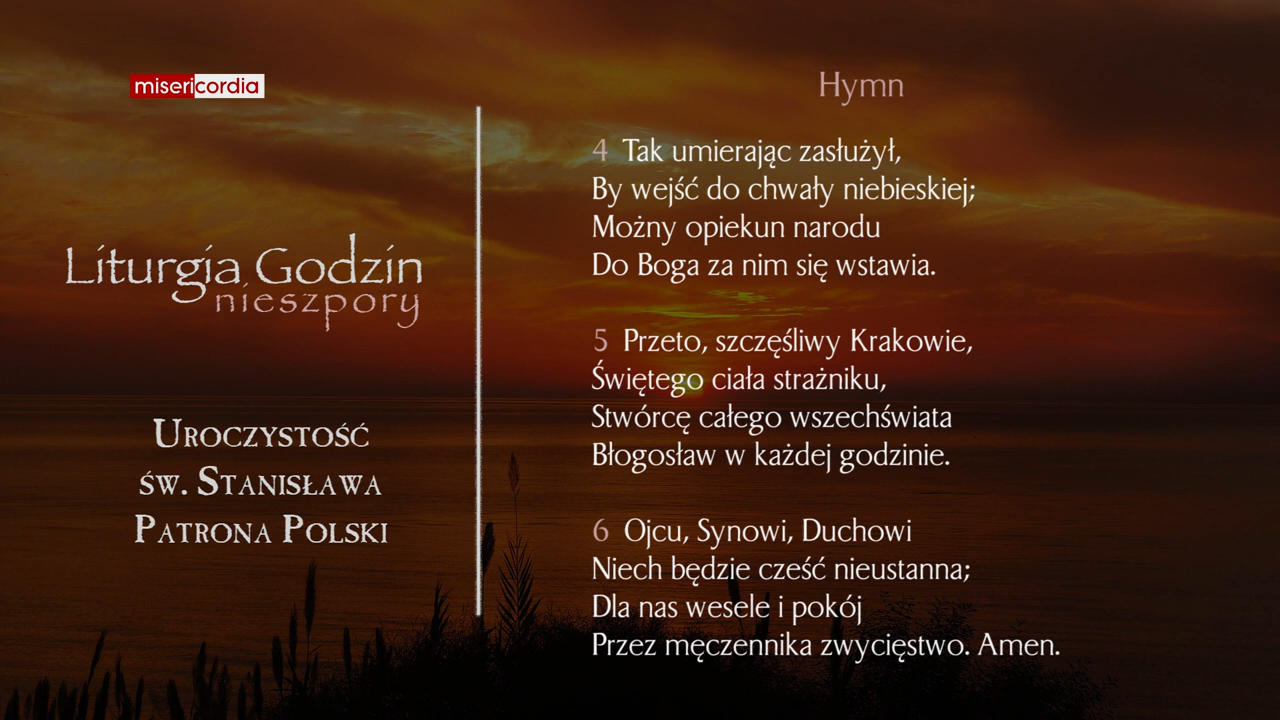 misericordia
Liturgia Godzin
nieszpory
Uroczystość
św. Stanisława
Patrona Polski
Hymn
4 Tak umierając zasłużył,
By wejść do chwały niebieskiej;
Możny opiekun narodu
Do Boga za nim się wstawia.
5 Przeto, szczęśliwy Krakowie,
Świętego ciała strażniku,
Stwórcę całego wszechświata
Błogosław w każdej godzinie.
6 Ojcu, Synowi, Duchowi
Niech będzie cześć nieustanna;
Dla nas wesele i pokój
Przez męczennika zwycięstwo. Amen.